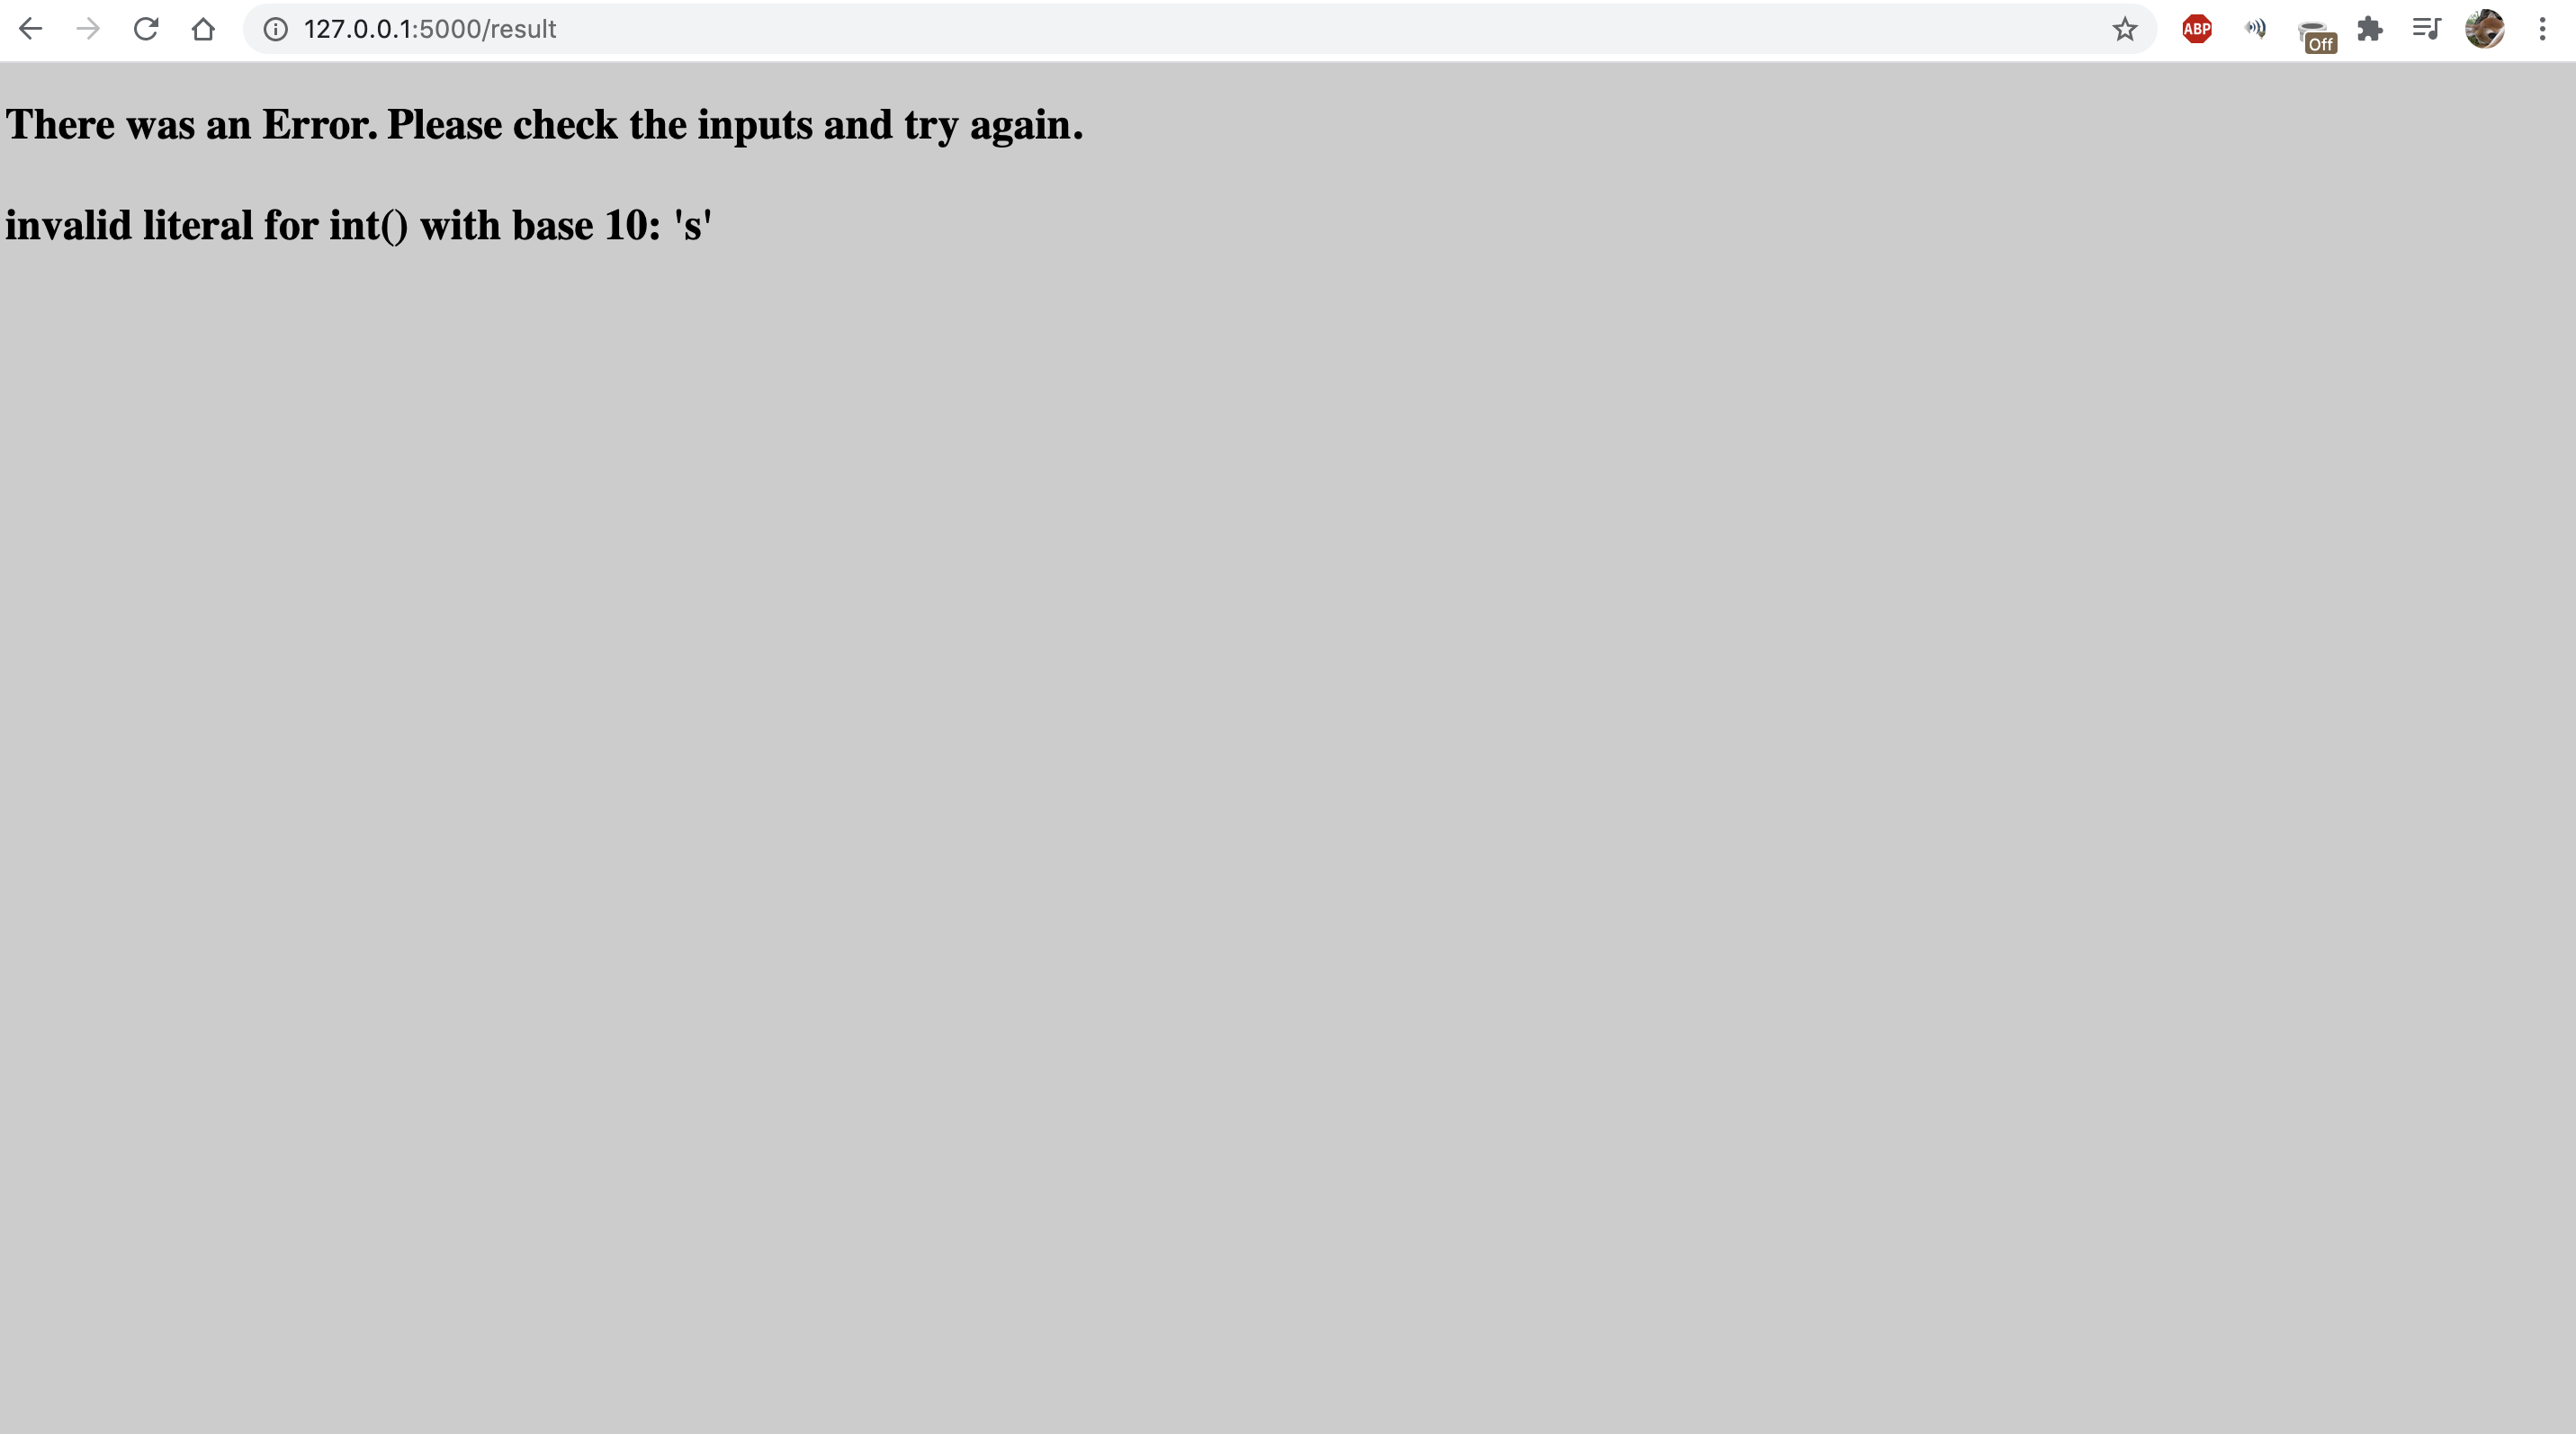 127.0.0.1:5000/result
ABP
Off
There was an Error. Please check the inputs and try again.
invalid literal for int() with base 10: 's'